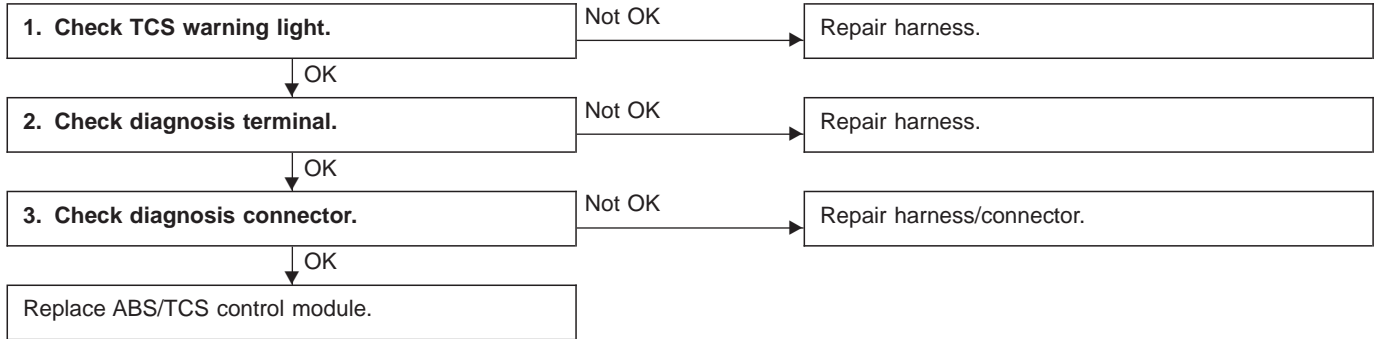 1. Check TCS warning light.
Not OK
Repair harness.
OK
2. Check diagnosis terminal.
Not OK
Repair harness.
OK
3. Check diagnosis connector.
Not OK
Repair harness/connector.
OK
Replace ABS/TCS control module.